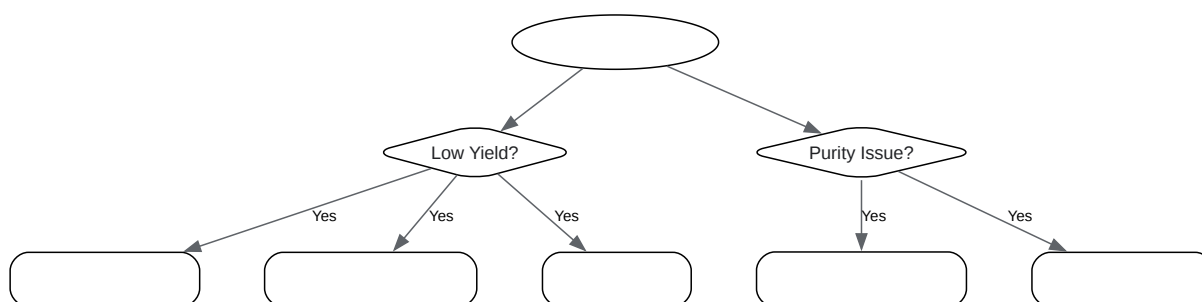 Low Yield?
Purity Issue?
Yes
Yes
Yes
Yes
Yes